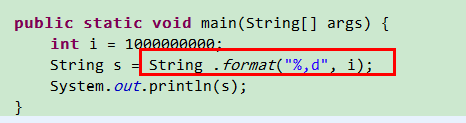 public static void main(String[] args) {
int i = 1000000000;
String s = String .format("%,d", i);
System.out.println(s);
}